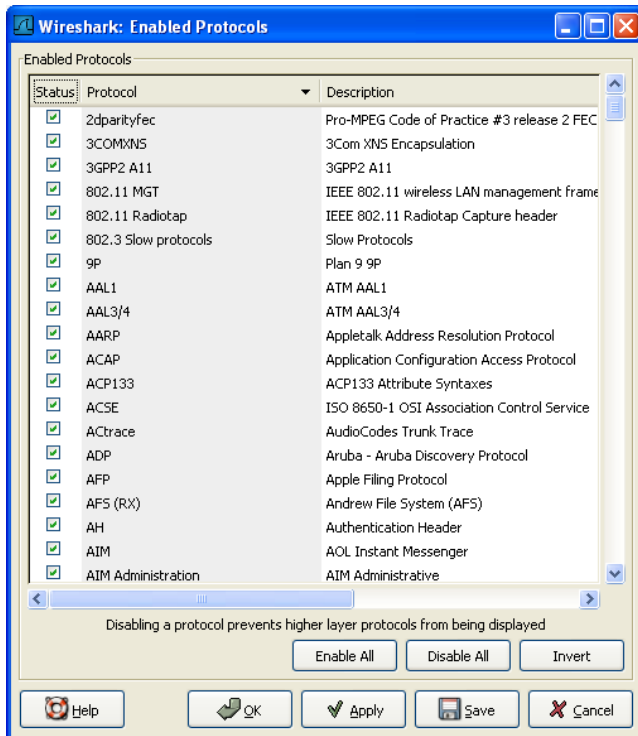 Wireshark: Enabled Protocols
Enabled Protocols
Status Protocol Description
2dparityfec Pro-MPEG Code of Practice #3 release 2 FEC
3COMXNS 3Com XNS Encapsulation
3GPP2 A11 3GPP2 A11
802.11 MGT IEEE 802.11 wireless LAN management frame
802.11 Radiotap IEEE 802.11 Radiotap Capture header
802.3 Slow protocols Slow Protocols
9P Plan 9 9P
AAL1 ATM AAL1
AAL3/4 ATM AAL3/4
AARP Appletalk Address Resolution Protocol
ACAP Application Configuration Access Protocol
ACP133 ACP133 Attribute Syntaxes
ACSE ISO 8650-1 OSI Association Control Service
ACtrace AudioCodes Trunk Trace
ADP Aruba - Aruba Discovery Protocol
AFP Apple Filing Protocol
AFS (RX) Andrew File System (AFS)
AH Authentication Header
AIM AOL Instant Messenger
AIM Administration AIM Administrative
Disabling a protocol prevents higher layer protocols from being displayed
Enable All Disable All Invert
Help OK Apply Save Cancel